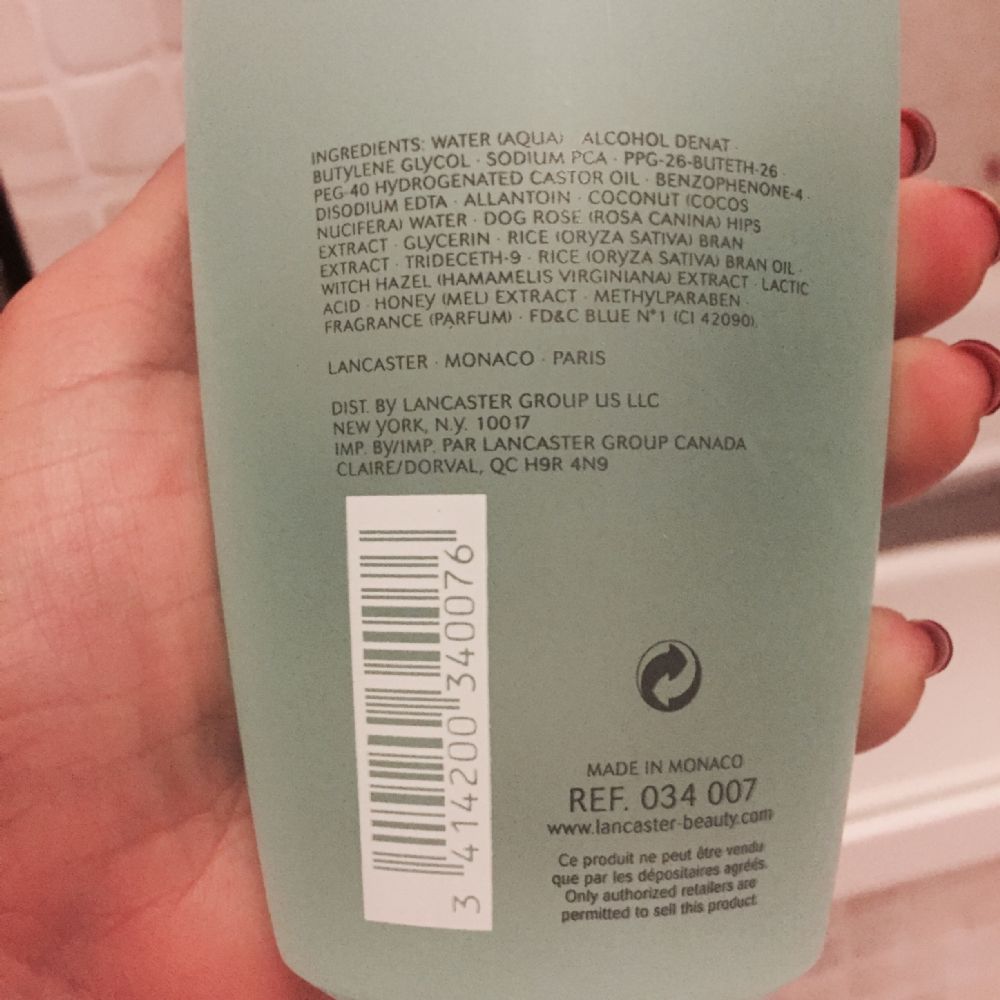 INGREDIENTS: WATER (AQUA) · ALCOHOL DENAT ·
BUTYLENE GLYCOL · SODIUM PCA · PPG-26-BUTETH-26 ·
PEG-40 HYDROGENATED CASTOR OIL · BENZOPHENONE-4 ·
DISODIUM EDTA · ALLANTOIN · COCONUT (COCOS
NUCIFERA) WATER · DOG ROSE (ROSA CANINA) HIPS
EXTRACT · GLYCERIN · RICE (ORYZA SATIVA) BRAN
EXTRACT · TRIDECETH-9 · RICE (ORYZA SATIVA) BRAN OIL ·
WITCH HAZEL (HAMAMELIS VIRGINIANA) EXTRACT · LACTIC
ACID · HONEY (MEL) EXTRACT · METHYLPARABEN ·
FRAGRANCE (PARFUM) · FD&C BLUE N°1 (CI 42090).
LANCASTER · MONACO · PARIS
DIST. BY LANCASTER GROUP US LLC
NEW YORK, N.Y. 10017
IMP. BY/IMP. PAR LANCASTER GROUP CANADA
CLAIRE/DORVAL, QC H9R 4N9
3 414200 340076
MADE IN MONACO
REF. 034 007
www.lancaster-beauty.com
Ce produit ne peut être vendu
que par les dépositaires agréés.
Only authorized retailers are
permitted to sell this product.